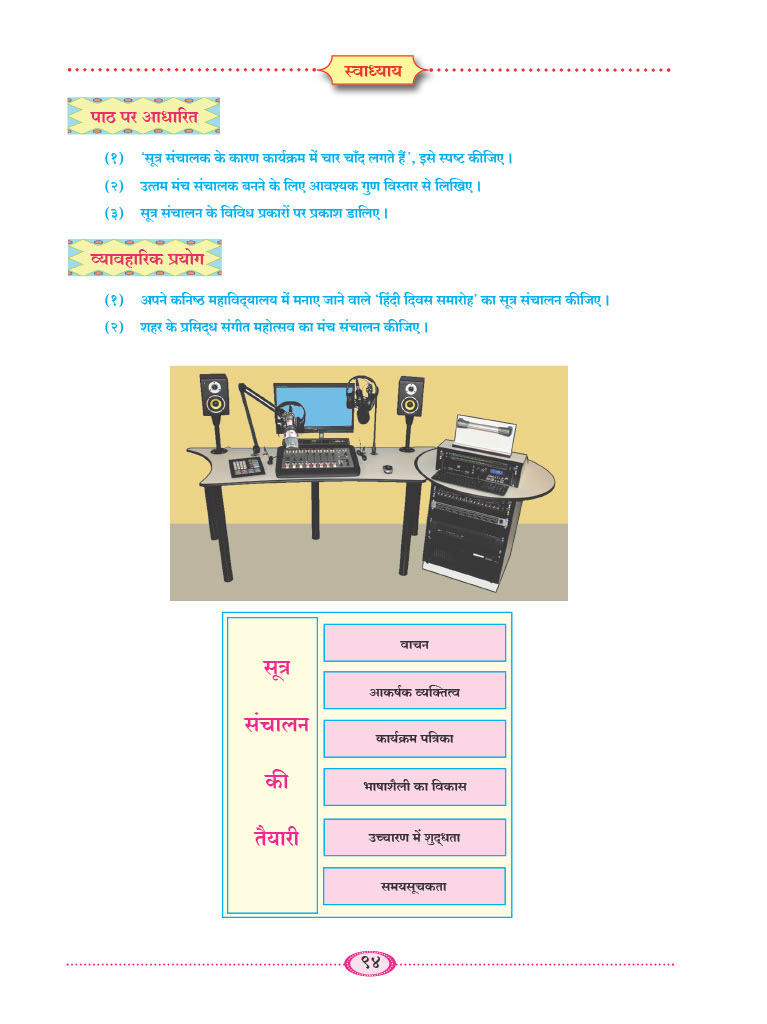 स्वाध्याय
पाठ पर आधारित
(१) ‘सूत्र संचालक के कारण कार्यक्रम में चार चाँद लगते हैं’, इसे स्पष्ट कीजिए ।
(२) उत्तम मंच संचालक बनने के लिए आवश्यक गुण विस्तार से लिखिए ।
(३) सूत्र संचालन के विविध प्रकारों पर प्रकाश डालिए ।
व्यावहारिक प्रयोग
(१) अपने कनिष्ठ महाविद्‌यालय में मनाए जाने वाले ‘हिंदी दिवस समारोह’ का सूत्र संचालन कीजिए ।
(२) शहर के प्रसिद्‌ध संगीत महोत्सव का मंच संचालन कीजिए ।
सूत्र
संचालन
की
तैयारी
वाचन
आकर्षक व्यक्तित्व
कार्यक्रम पत्रिका
भाषाशैली का विकास
उच्चारण में शुद्‌धता
समयसूचकता
९४